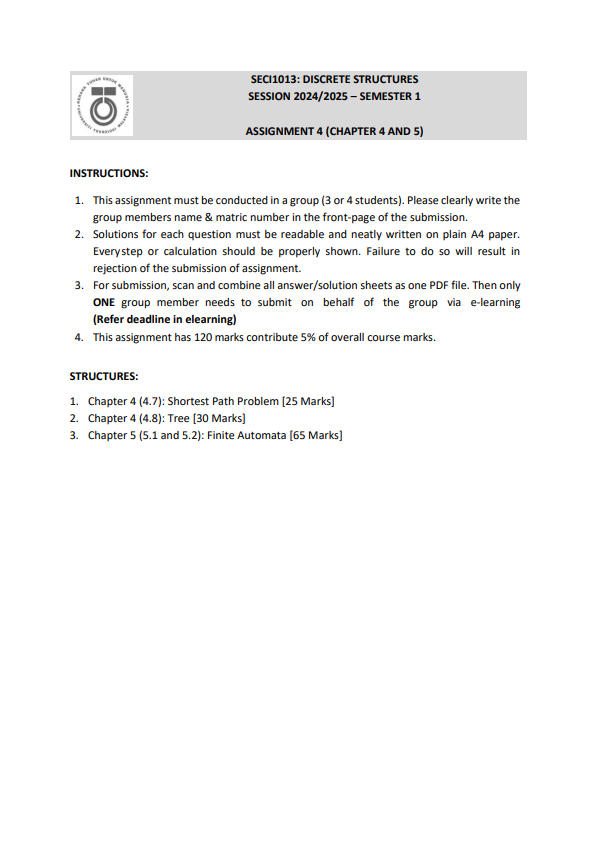 SECI1013: DISCRETE STRUCTURES
SESSION 2024/2025 – SEMESTER 1
ASSIGNMENT 4 (CHAPTER 4 AND 5)
INSTRUCTIONS:
1. This assignment must be conducted in a group (3 or 4 students). Please clearly write the
group members name & matric number in the front-page of the submission.
2. Solutions for each question must be readable and neatly written on plain A4 paper.
Every step or calculation should be properly shown. Failure to do so will result in
rejection of the submission of assignment.
3. For submission, scan and combine all answer/solution sheets as one PDF file. Then only
ONE group member needs to submit on behalf of the group via e-learning
(Refer deadline in elearning)
4. This assignment has 120 marks contribute 5% of overall course marks.
STRUCTURES:
1. Chapter 4 (4.7): Shortest Path Problem [25 Marks]
2. Chapter 4 (4.8): Tree [30 Marks]
3. Chapter 5 (5.1 and 5.2): Finite Automata [65 Marks]